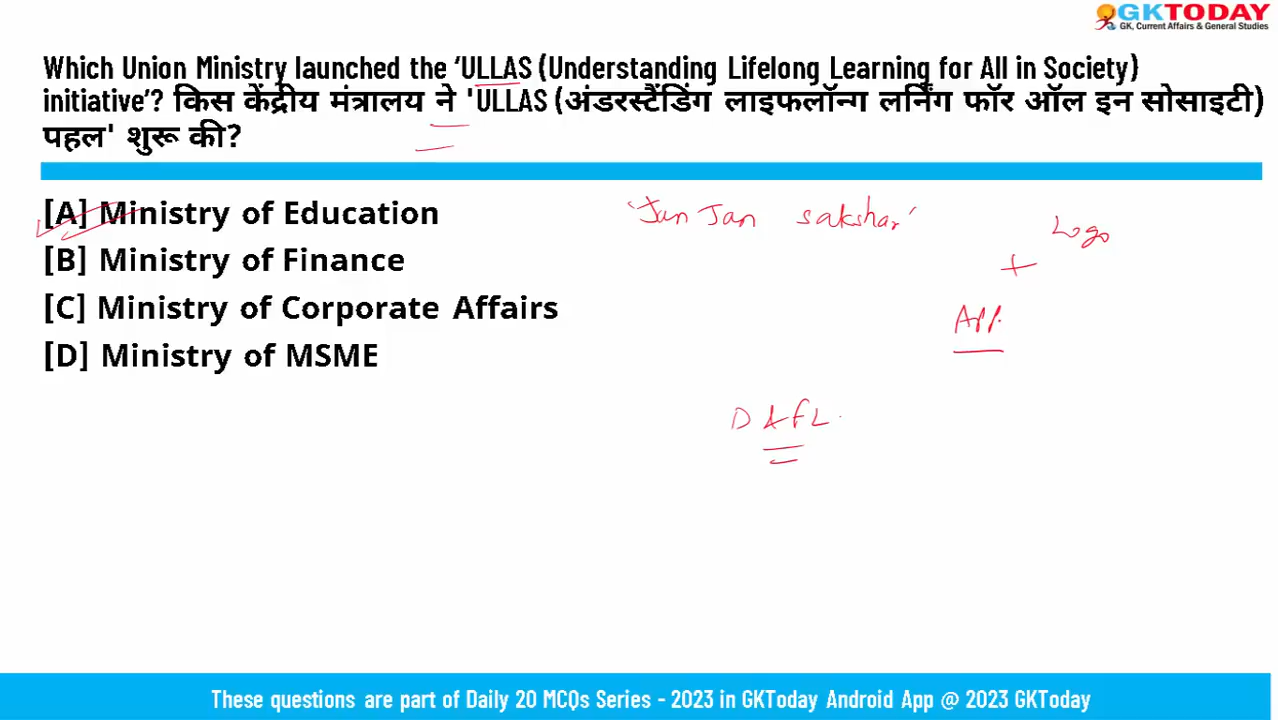 GKTODAY
GK, Current Affairs & General Studies
Which Union Ministry launched the ‘ULLAS (Understanding Lifelong Learning for All in Society)
initiative’? किस केंद्रीय मंत्रालय ने 'ULLAS (अंडरस्टैंडिंग लाइफलॉन्ग लर्निंग फॉर ऑल इन सोसाइटी)
पहल' शुरू की?
[A] Ministry of Education
'Jan Jan sakshar'
Logo
[B] Ministry of Finance
+
[C] Ministry of Corporate Affairs
App.
[D] Ministry of MSME
DAFL.
These questions are part of Daily 20 MCQs Series - 2023 in GKToday Android App @ 2023 GKToday